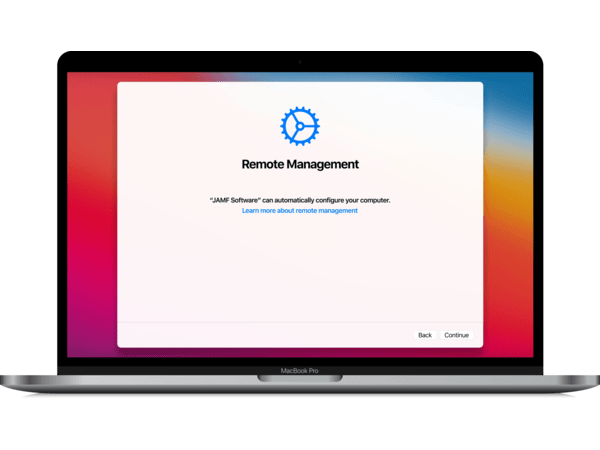 Remote Management
“JAMF Software” can automatically configure your computer.
Learn more about remote management
Back
Continue
MacBook Pro